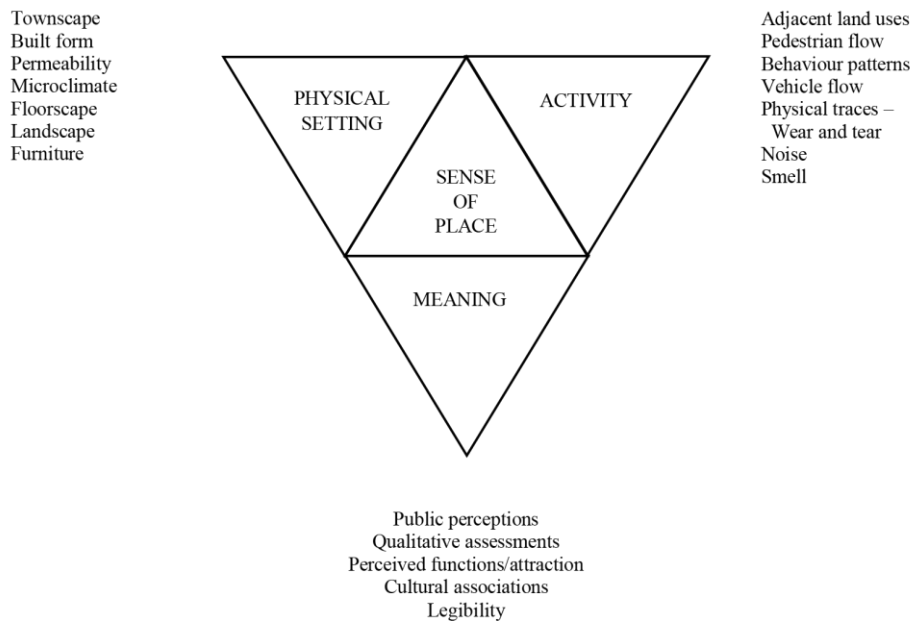 Townscape
Built form
Permeability
Microclimate
Floorscape
Landscape
Furniture
PHYSICAL
SETTING
ACTIVITY
Adjacent land uses
Pedestrian flow
Behaviour patterns
Vehicle flow
Physical traces –
Wear and tear
Noise
Smell
SENSE
OF
PLACE
MEANING
Public perceptions
Qualitative assessments
Perceived functions/attraction
Cultural associations
Legibility